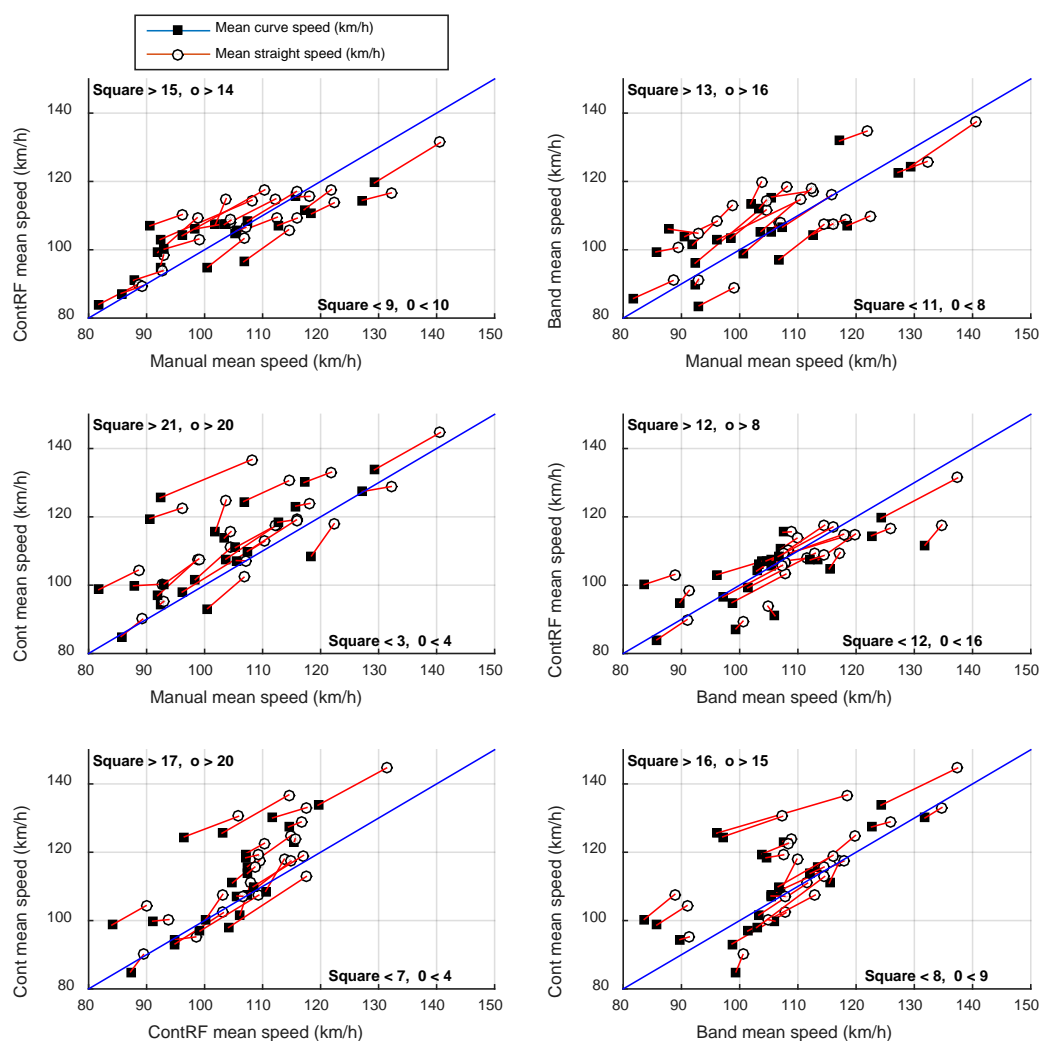 Mean curve speed (km/h)
Mean straight speed (km/h)
Square > 15, o > 14
140
120
100
80
ContRF mean speed (km/h)
Square < 9, 0 < 10
80 90 100 110 120 130 140 150
Manual mean speed (km/h)
Square > 13, o > 16
140
120
100
80
Band mean speed (km/h)
Square < 11, 0 < 8
80 90 100 110 120 130 140 150
Manual mean speed (km/h)
Square > 21, o > 20
140
120
100
80
Cont mean speed (km/h)
Square < 3, 0 < 4
80 90 100 110 120 130 140 150
Manual mean speed (km/h)
Square > 12, o > 8
140
120
100
80
ContRF mean speed (km/h)
Square < 12, 0 < 16
80 90 100 110 120 130 140 150
Band mean speed (km/h)
Square > 17, o > 20
140
120
100
80
Cont mean speed (km/h)
Square < 7, 0 < 4
80 90 100 110 120 130 140 150
ContRF mean speed (km/h)
Square > 16, o > 15
140
120
100
80
Cont mean speed (km/h)
Square < 8, 0 < 9
80 90 100 110 120 130 140 150
Band mean speed (km/h)